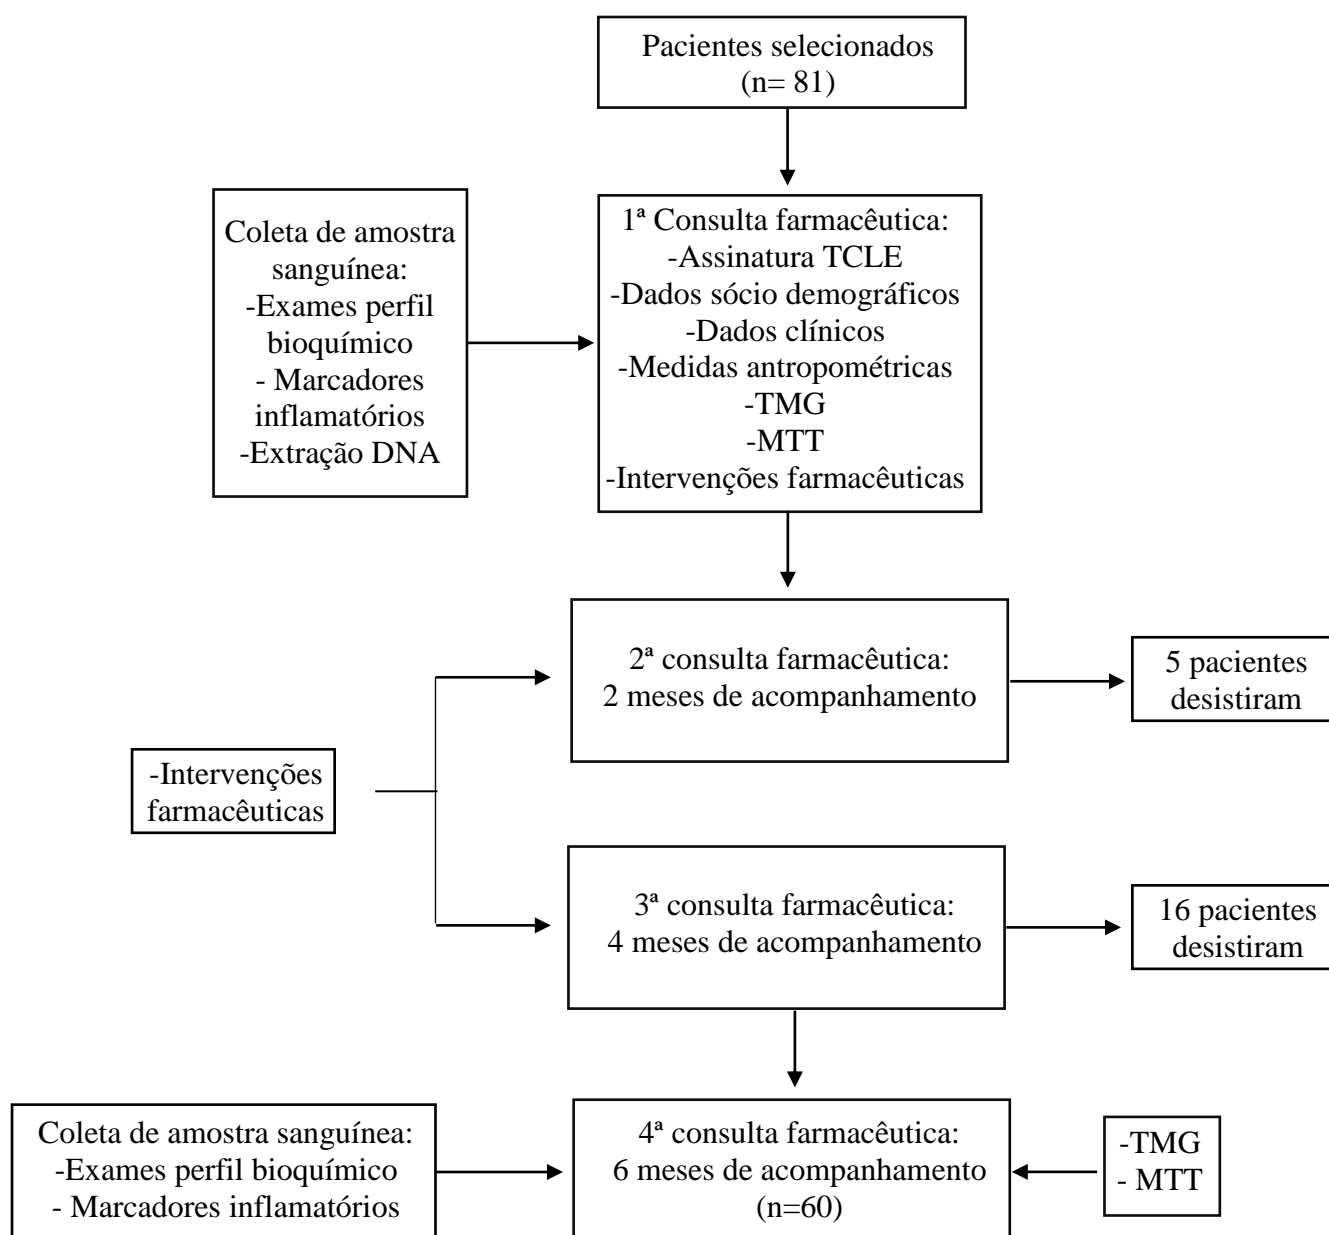 Pacientes selecionados
(n= 81)
Coleta de amostra
sanguínea:
-Exames perfil
bioquímico
- Marcadores
inflamatórios
-Extração DNA
1ª Consulta farmacêutica:
-Assinatura TCLE
-Dados sócio demográficos
-Dados clínicos
-Medidas antropométricas
-TMG
-MTT
-Intervenções farmacêuticas
2ª consulta farmacêutica:
2 meses de acompanhamento
5 pacientes
desistiram
-Intervenções
farmacêuticas
3ª consulta farmacêutica:
4 meses de acompanhamento
16 pacientes
desistiram
Coleta de amostra sanguínea:
-Exames perfil bioquímico
- Marcadores inflamatórios
4ª consulta farmacêutica:
6 meses de acompanhamento
(n=60)
-TMG
- MTT